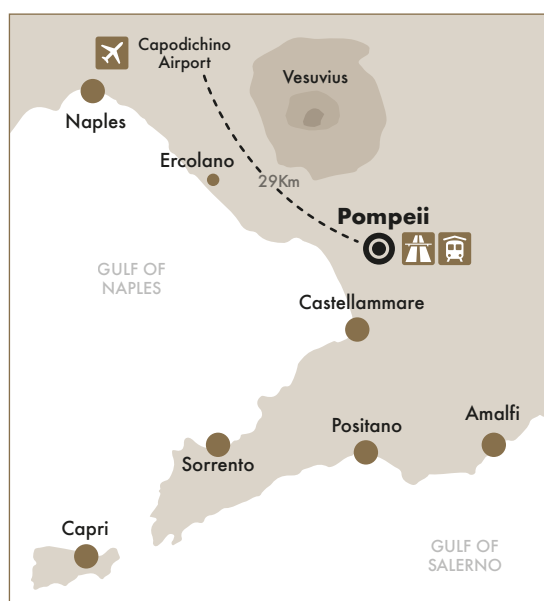 Capodichino
Airport
Vesuvius
Naples
Ercolano
29Km
Pompeii
GULF OF
NAPLES
Castellammare
Amalfi
Positano
Sorrento
Capri
GULF OF
SALERNO